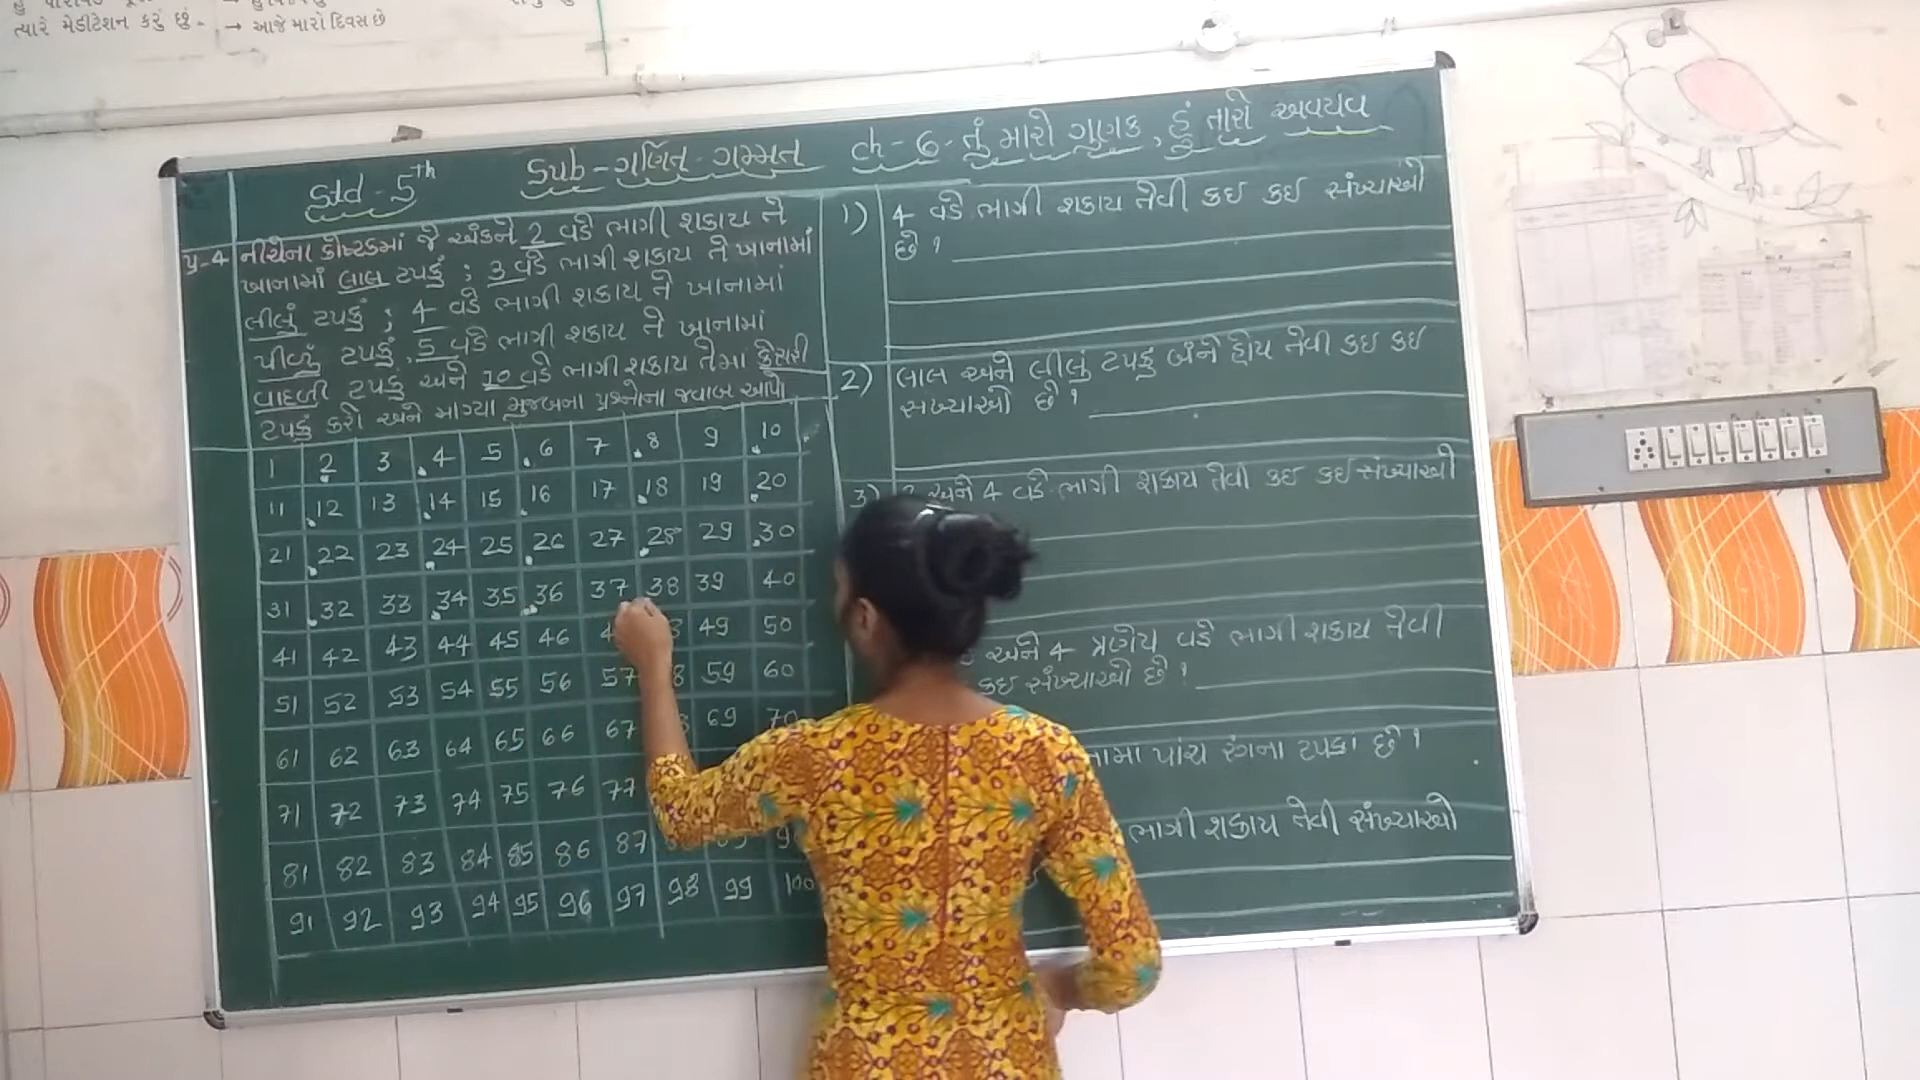 ત્યારે મેડીટેશન કરું છું.
→ આજે મારો દિવસ છે
Std - 5th
Sub - ગણિત-ગમ્મત
ch - 6 - તું મારો ગુણક, હું તારો અવયવ
પ્ર-4 નીચેના કોષ્ટકમાં જે અંકને 2 વડે ભાગી શકાય તે
ખાનામાં લાલ ટપકું ; 3 વડે ભાગી શકાય તે ખાનામાં
લીલું ટપકું ; 4 વડે ભાગી શકાય તે ખાનામાં
પીળું ટપકું, 5 વડે ભાગી શકાય તે ખાનામાં
વાદળી ટપકું અને 10 વડે ભાગી શકાય તેમાં કેસરી
ટપકું કરો અને માગ્યા મુજબના પ્રશ્નોના જવાબ આપો
1 2 3 4 5 6 7 8 9 10
11 12 13 14 15 16 17 18 19 20
21 22 23 24 25 26 27 28 29 30
31 32 33 34 35 36 37 38 39 40
41 42 43 44 45 46 49 50
51 52 53 54 55 56 57 59 60
61 62 63 64 65 66 67 69 70
71 72 73 74 75 76 77
81 82 83 84 85 86 87
91 92 93 94 95 96 97 98 99 100
1) 4 વડે ભાગી શકાય તેવી કઇ કઇ સંખ્યાઓ
છે ?
2) લાલ અને લીલું ટપકું બંને હોય તેવી કઇ કઇ
સંખ્યાઓ છે ?
3) અને 4 વડે ભાગી શકાય તેવી કઇ કઇ સંખ્યાઓ
અને 4 ત્રણેય વડે ભાગી શકાય તેવી
કઇ સંખ્યાઓ છે ?
પાંચ રંગના ટપકાં છે ?
ભાગી શકાય તેવી સંખ્યાઓ